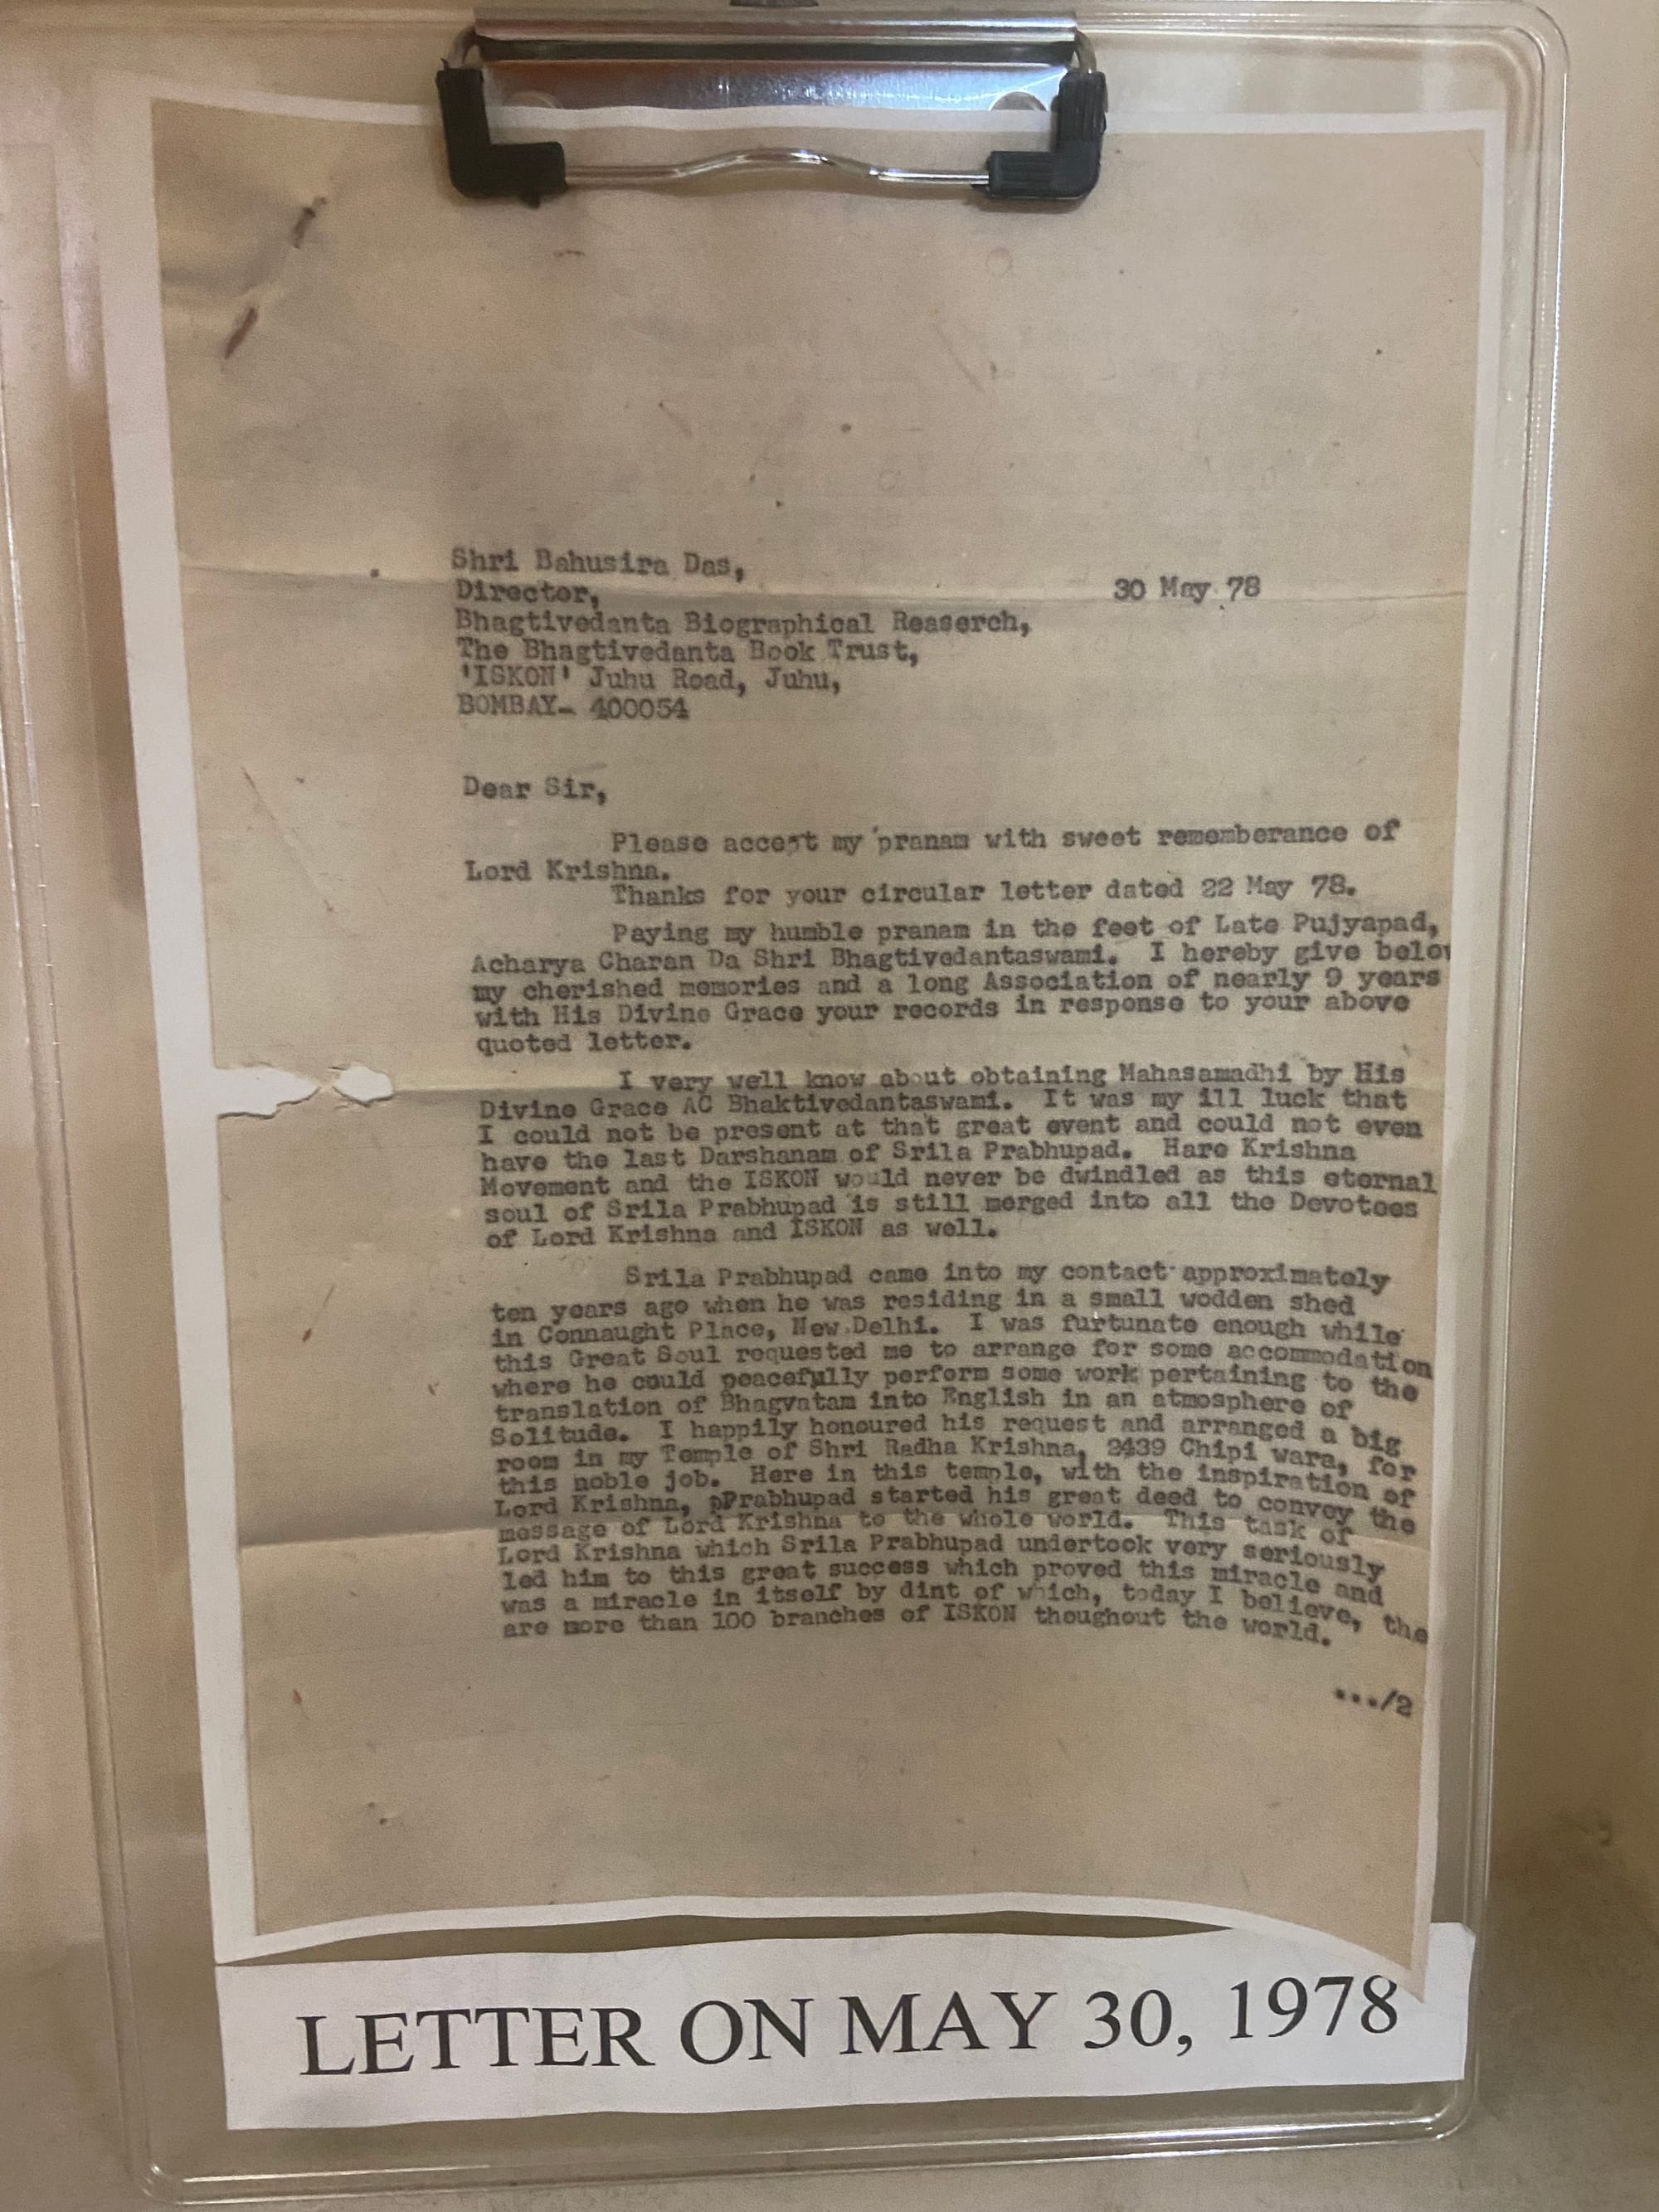 Shri Bahusira Das,
Director,
30 May 78
Bhagtivedanta Biographical Reaserch,
The Bhagtivedanta Book Trust,
'ISKON' Juhu Road, Juhu,
BOMBAY- 400054
Dear Sir,
Please accept my pranam with sweet rememberance of
Lord Krishna.
Thanks for your circular letter dated 22 May 78.
Paying my humble pranam in the feet of Late Pujyapad,
Acharya Charan Da Shri Bhagtivedantaswami. I hereby give below
my cherished memories and a long Association of nearly 9 years
with His Divine Grace your records in response to your above
quoted letter.
I very well know about obtaining Mahasamadhi by His
Divine Grace AC Bhaktivedantaswami. It was my ill luck that
I could not be present at that great event and could not even
have the last Darshanam of Srila Prabhupad. Hare Krishna
Movement and the ISKON would never be dwindled as this eternal
soul of Srila Prabhupad is still merged into all the Devotees
of Lord Krishna and ISKON as well.
Srila Prabhupad came into my contact approximately
ten years ago when he was residing in a small wodden shed
in Connaught Place, New Delhi. I was furtunate enough while
this Great Soul requested me to arrange for some accommodation
where he could peacefully perform some work pertaining to the
translation of Bhagvatam into English in an atmosphere of
Solitude. I happily honoured his request and arranged a big
room in my Temple of Shri Radha Krishna, 2439 Chipi wara, for
this noble job. Here in this temple, with the inspiration of
Lord Krishna, pPrabhupad started his great deed to convey the
message of Lord Krishna to the whole world. This task of
Lord Krishna which Srila Prabhupad undertook very seriously
led him to this great success which proved this miracle and
was a miracle in itself by dint of which, today I believe, the
are more than 100 branches of ISKON thoughout the world.
.../2
LETTER ON MAY 30, 1978